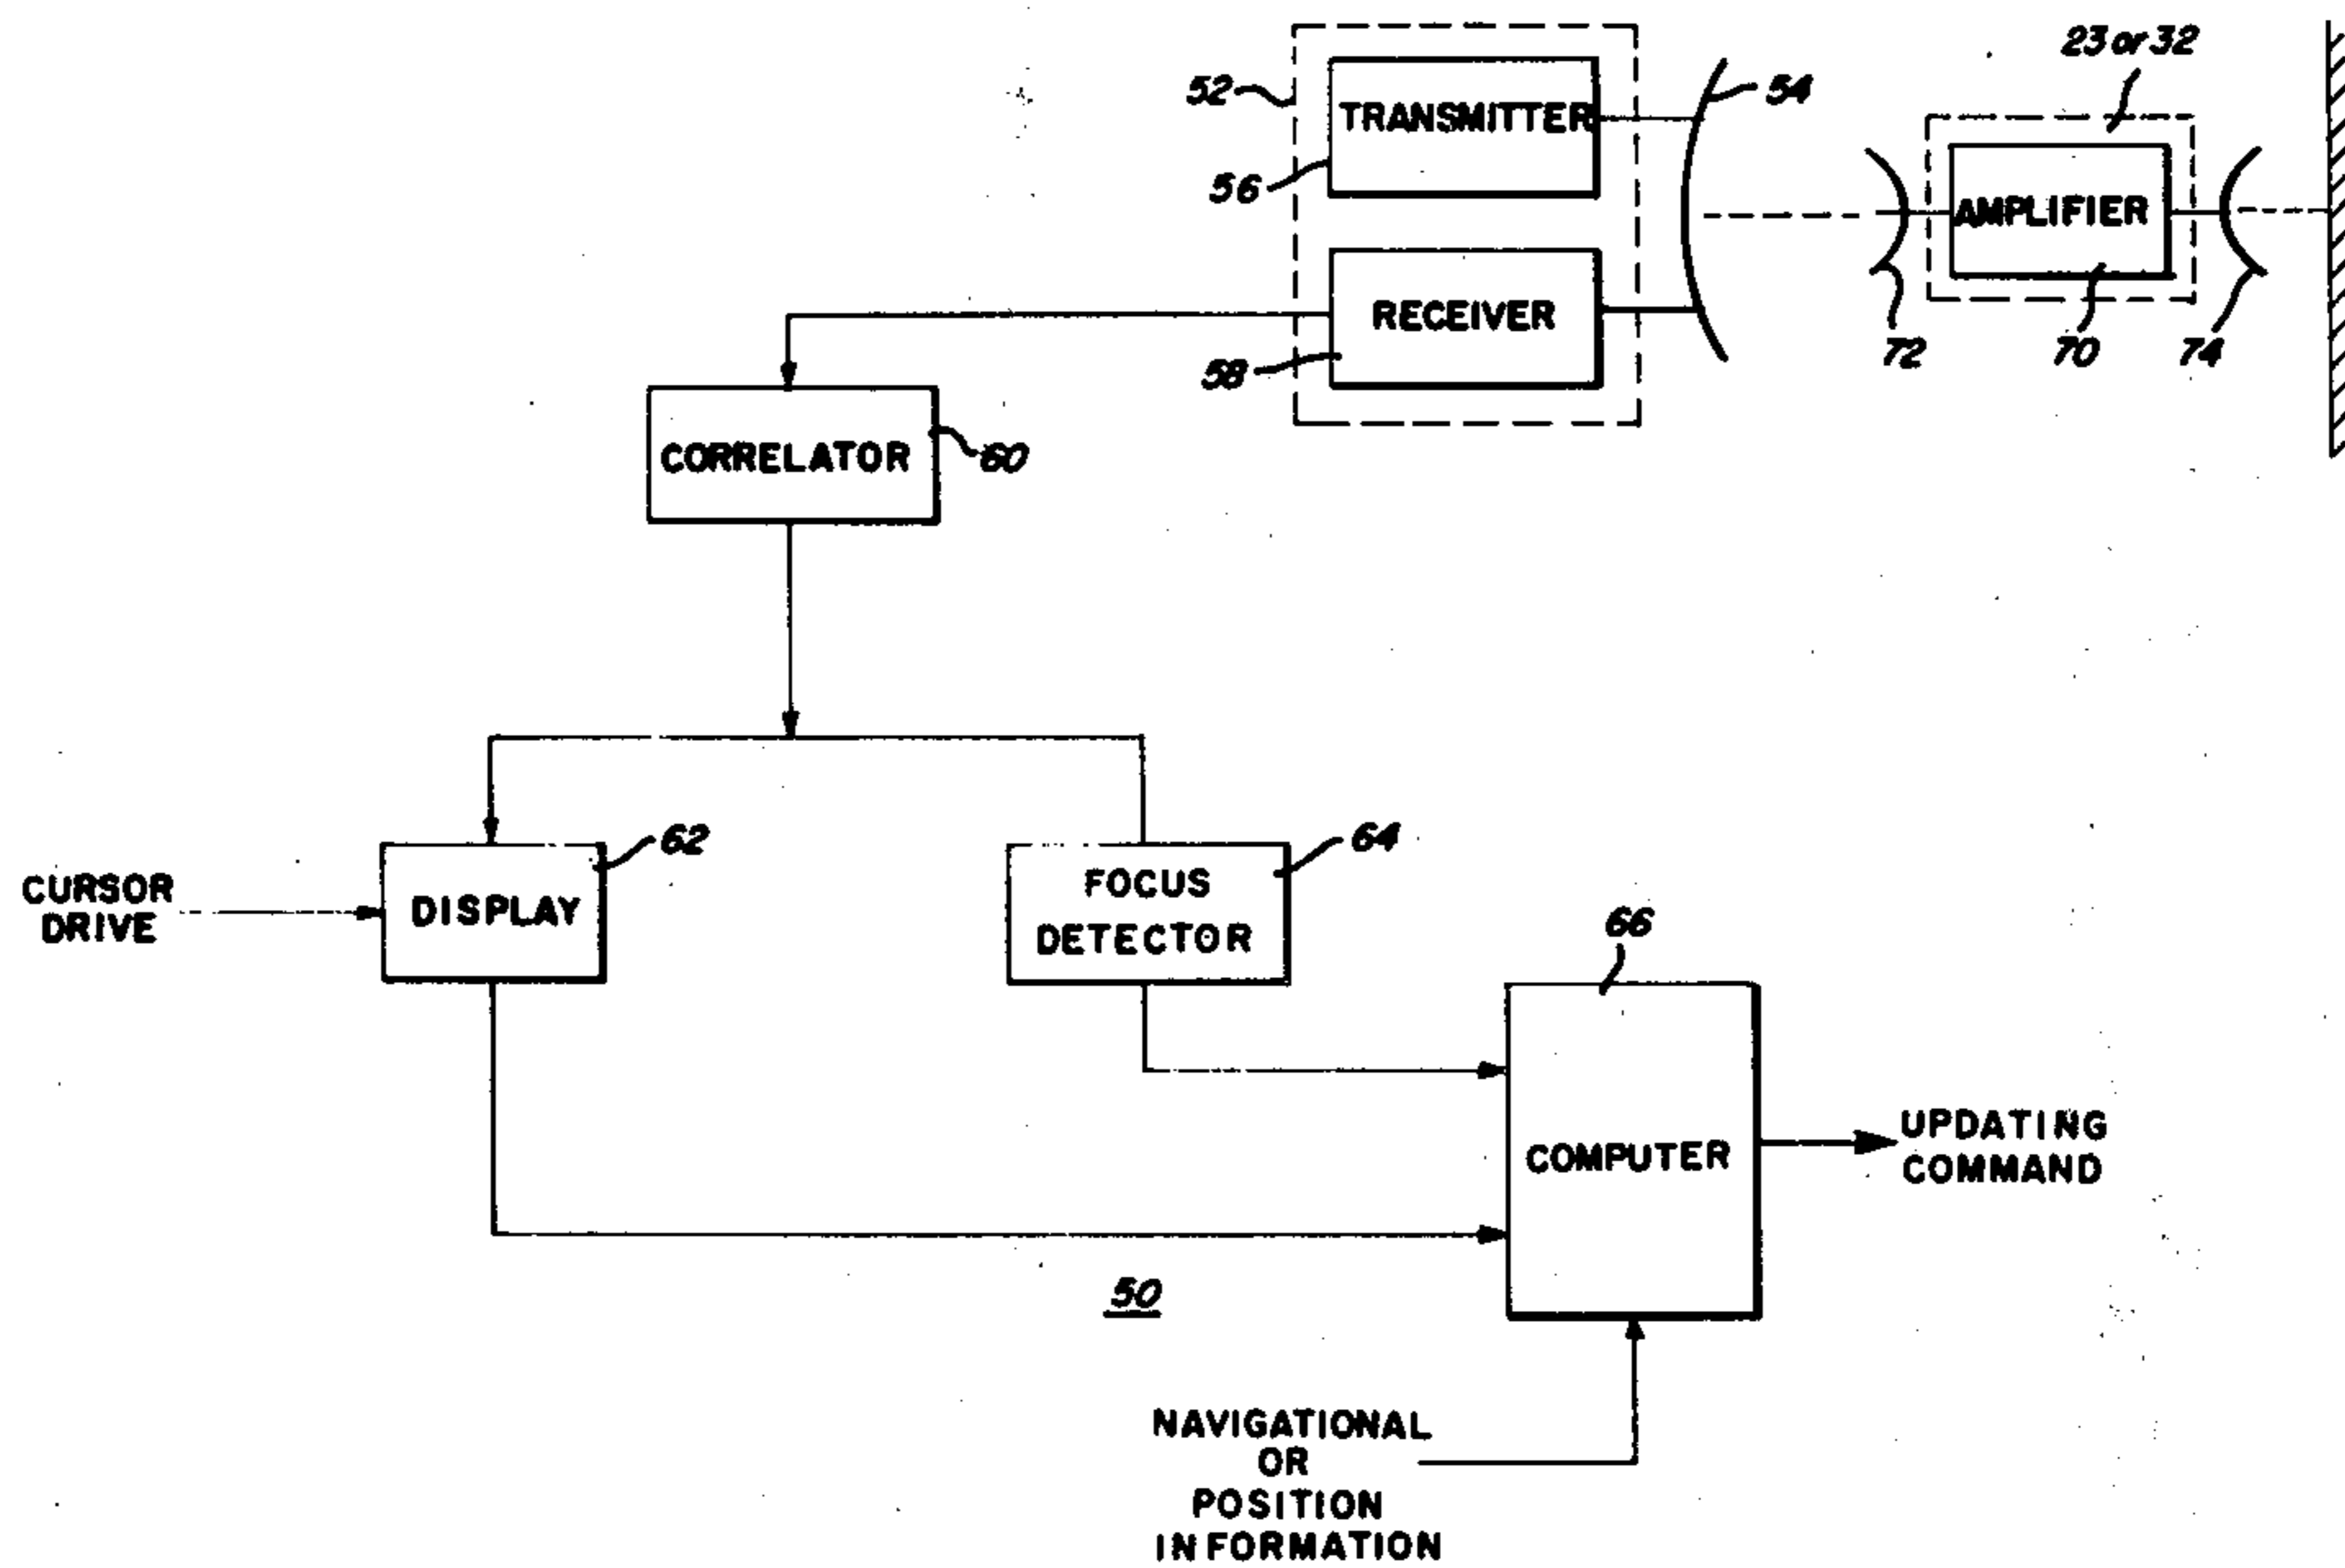 23 or 32
52
TRANSMITTER
54
56
AMPLIFIER
RECEIVER
58
72
70
74
CORRELATOR
60
62
64
CURSOR
DRIVE
DISPLAY
FOCUS
DETECTOR
66
COMPUTER
UPDATING
COMMAND
50
NAVIGATIONAL
OR
POSITION
INFORMATION